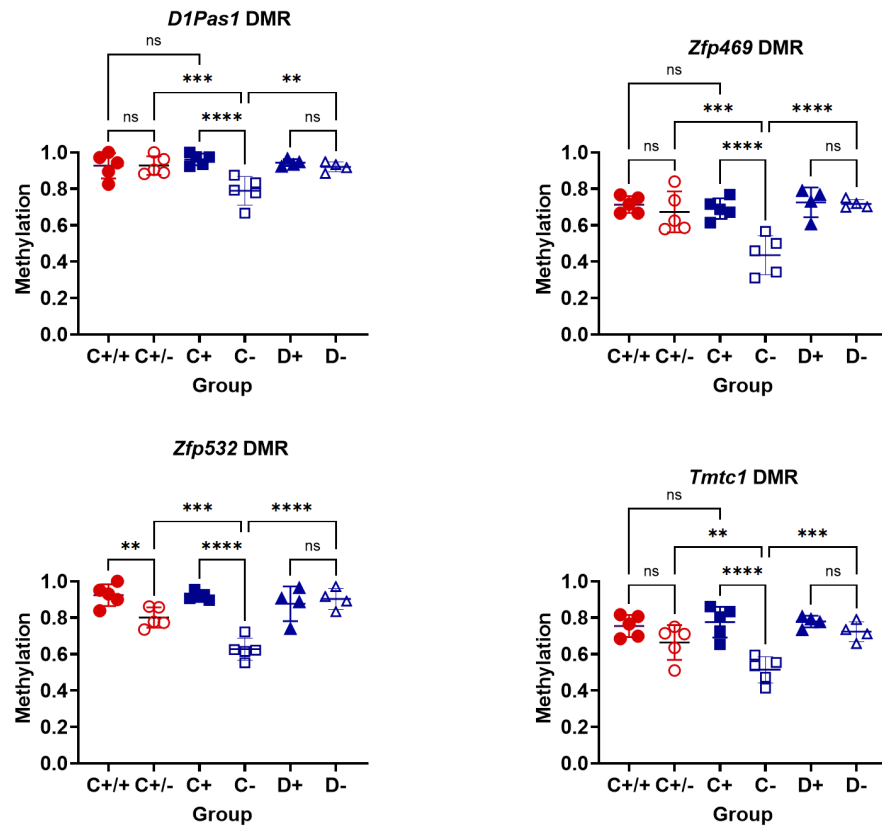 D1Pas1 DMR
ns
***
**
ns
****
ns
Methylation
1.0
0.8
0.6
0.4
0.2
0.0
C+/+ C+/- C+ C- D+ D-
Group
Zfp469 DMR
ns
***
****
ns
****
ns
Methylation
1.0
0.8
0.6
0.4
0.2
0.0
C+/+ C+/- C+ C- D+ D-
Group
Zfp532 DMR
***
****
**
****
ns
Methylation
1.0
0.8
0.6
0.4
0.2
0.0
C+/+ C+/- C+ C- D+ D-
Group
Tmtc1 DMR
ns
**
***
ns
****
ns
Methylation
1.0
0.8
0.6
0.4
0.2
0.0
C+/+ C+/- C+ C- D+ D-
Group